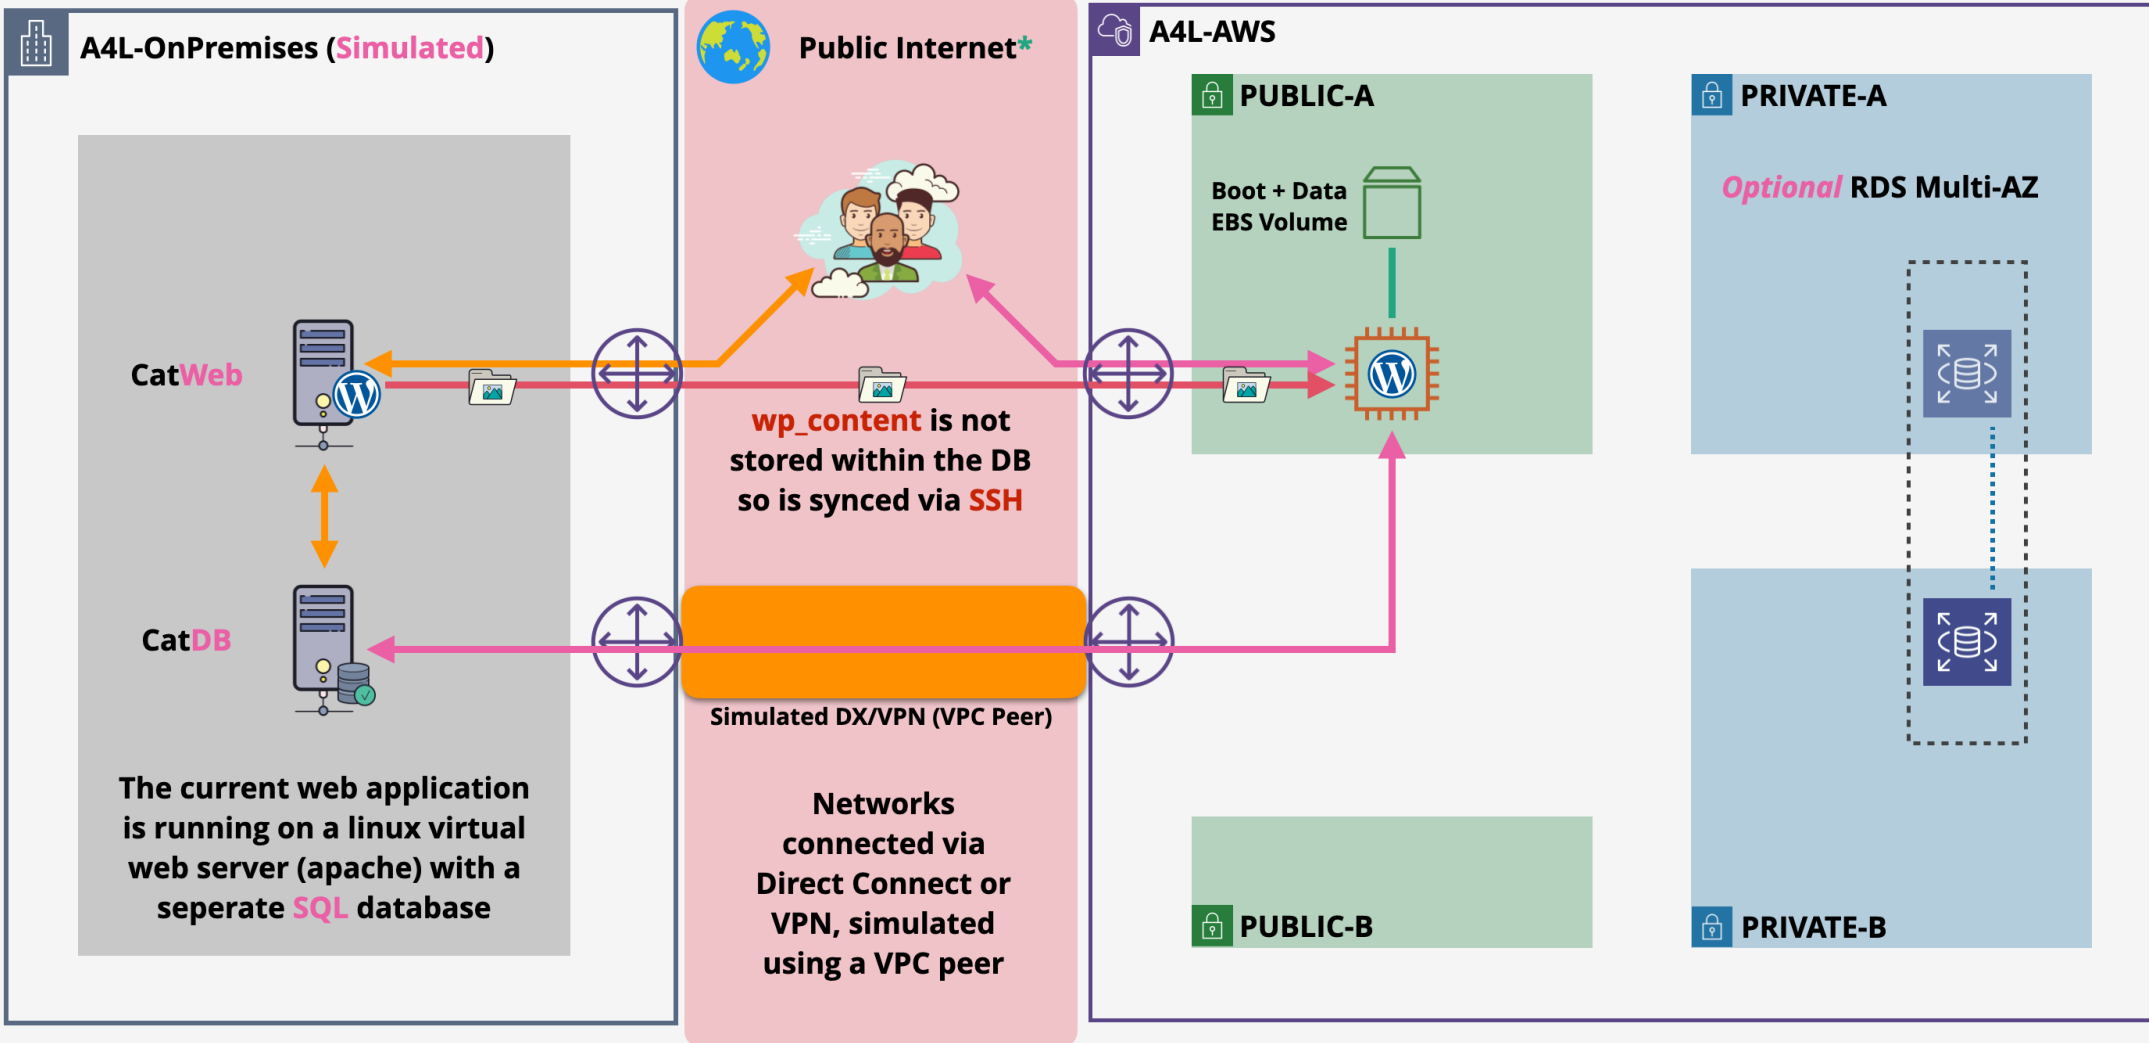 A4L-OnPremises (Simulated)
Public Internet*
A4L-AWS
PUBLIC-A
PRIVATE-A
Boot + Data
EBS Volume
Optional RDS Multi-AZ
CatWeb
wp_content is not
stored within the DB
so is synced via SSH
CatDB
Simulated DX/VPN (VPC Peer)
The current web application
is running on a linux virtual
web server (apache) with a
seperate SQL database
Networks
connected via
Direct Connect or
VPN, simulated
using a VPC peer
PUBLIC-B
PRIVATE-B